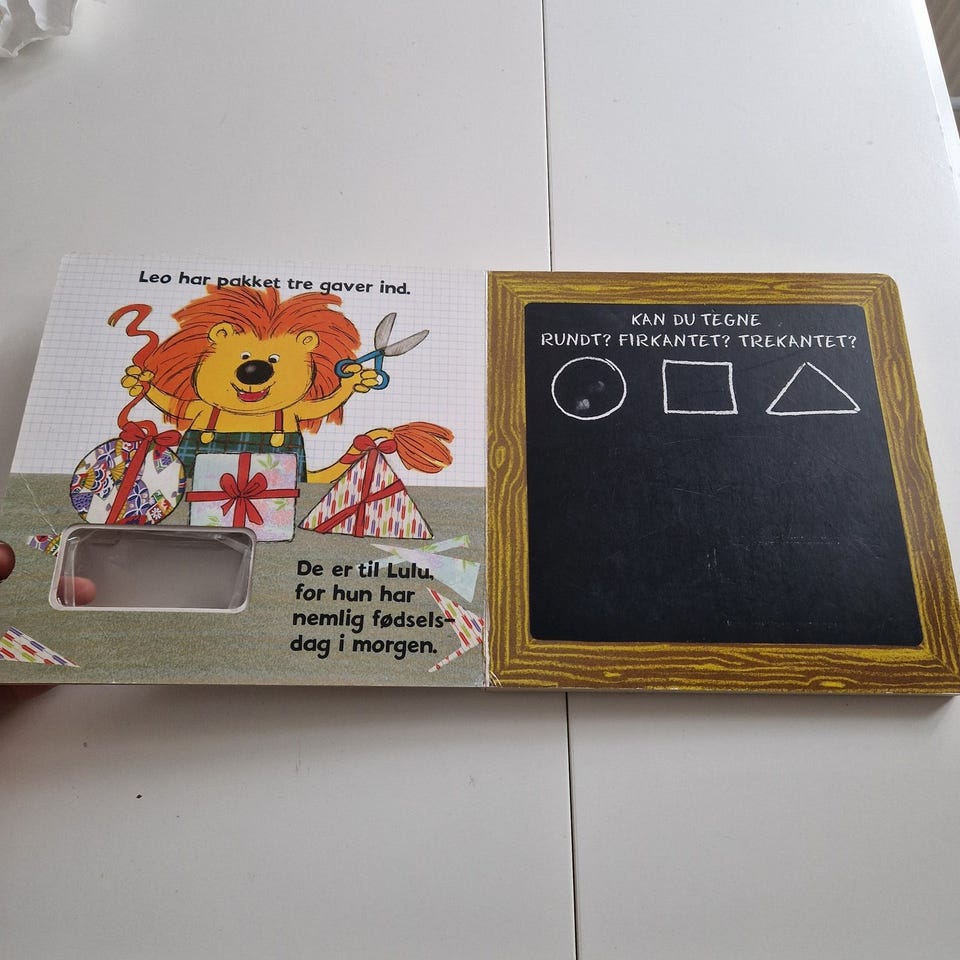 Leo har pakket tre gaver ind.
De er til Lulu,
for hun har
nemlig fødsels-
dag i morgen.
KAN DU TEGNE
RUNDT? FIRKANTET? TREKANTET?